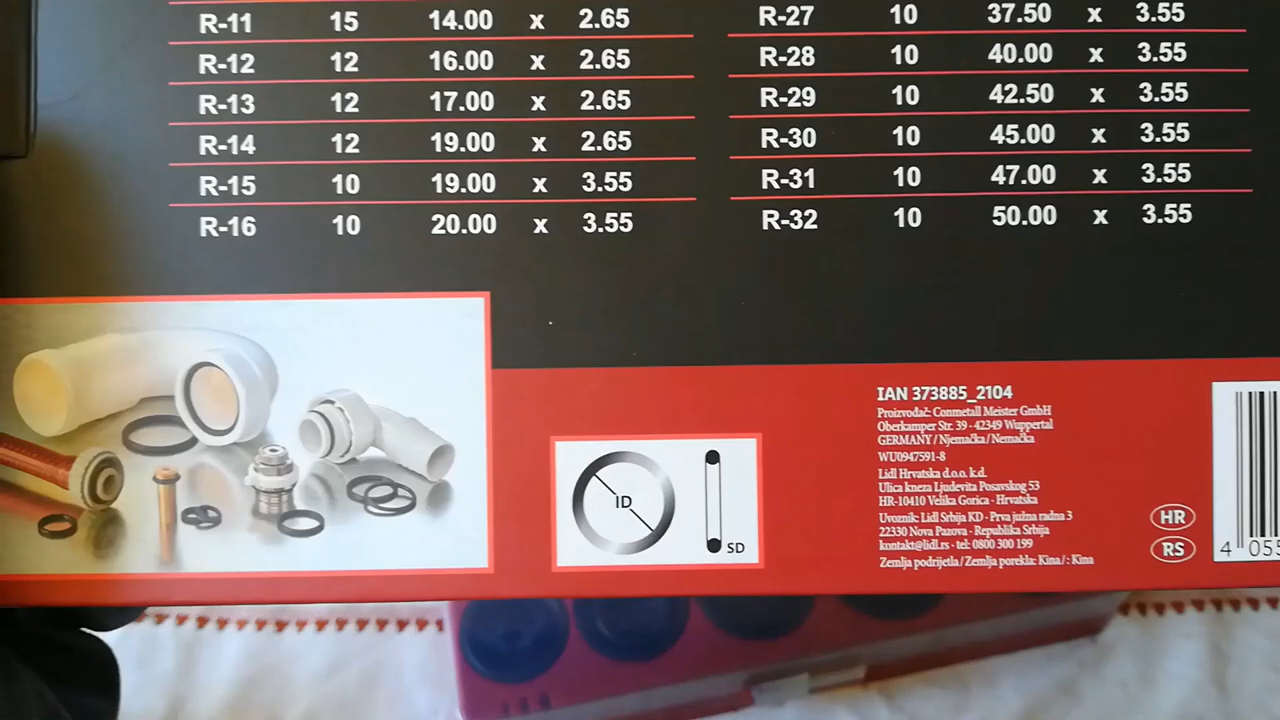 R-11 15 14.00 x 2.65
R-12 12 16.00 x 2.65
R-13 12 17.00 x 2.65
R-14 12 19.00 x 2.65
R-15 10 19.00 x 3.55
R-16 10 20.00 x 3.55
R-27 10 37.50 x 3.55
R-28 10 40.00 x 3.55
R-29 10 42.50 x 3.55
R-30 10 45.00 x 3.55
R-31 10 47.00 x 3.55
R-32 10 50.00 x 3.55
ID
SD
IAN 373885_2104
Proizvođač: Conmetall Meister GmbH
Oberkamper Str. 39 - 42349 Wuppertal
GERMANY / Njemačka / Nemačka
WU0947591-8
Lidl Hrvatska d.o.o. k.d.
Ulica kneza Ljudevita Posavskog 53
HR-10410 Velika Gorica - Hrvatska
Uvoznik: Lidl Srbija KD - Prva južna radna 3
22330 Nova Pazova - Republika Srbija
kontakt@lidl.rs - tel: 0800 300 199
Zemlja podrijetla / Zemlja porekla: Kina / : Kina
HR
RS
4 055